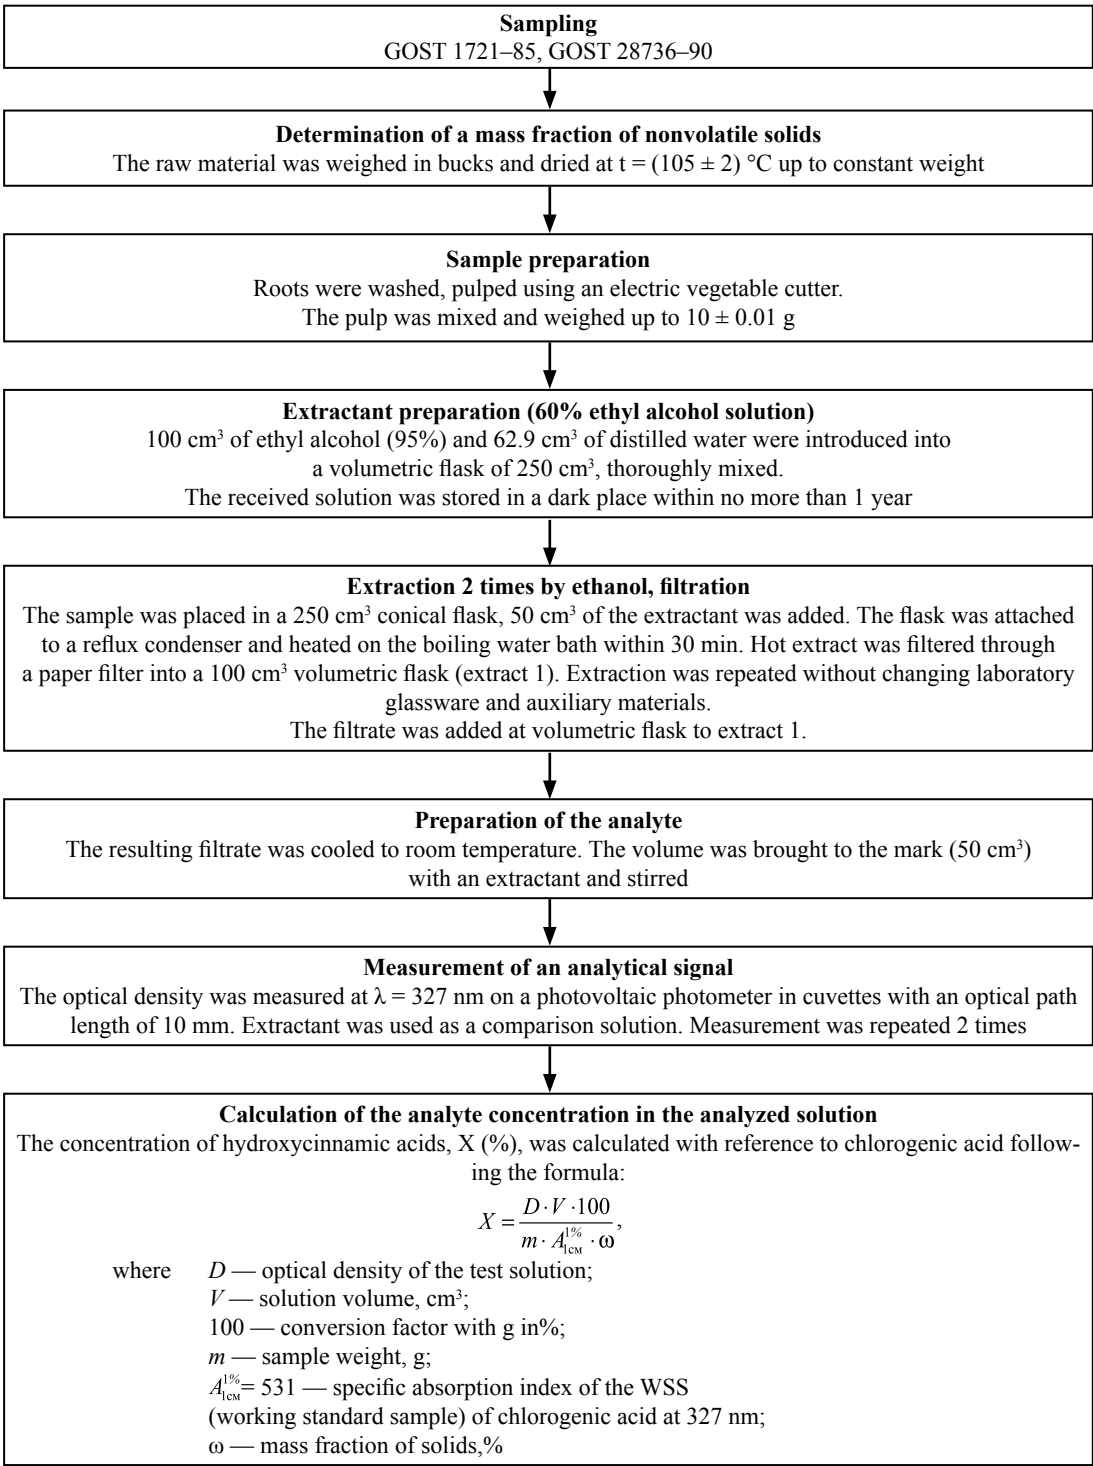 Sampling
GOST 1721–85, GOST 28736–90
Determination of a mass fraction of nonvolatile solids
The raw material was weighed in bucks and dried at t = (105 ± 2) °C up to constant weight
Sample preparation
Roots were washed, pulped using an electric vegetable cutter.
The pulp was mixed and weighed up to 10 ± 0.01 g
Extractant preparation (60% ethyl alcohol solution)
100 cm³ of ethyl alcohol (95%) and 62.9 cm³ of distilled water were introduced into
a volumetric flask of 250 cm³, thoroughly mixed.
The received solution was stored in a dark place within no more than 1 year
Extraction 2 times by ethanol, filtration
The sample was placed in a 250 cm³ conical flask, 50 cm³ of the extractant was added. The flask was attached
to a reflux condenser and heated on the boiling water bath within 30 min. Hot extract was filtered through
a paper filter into a 100 cm³ volumetric flask (extract 1). Extraction was repeated without changing laboratory
glassware and auxiliary materials.
The filtrate was added at volumetric flask to extract 1.
Preparation of the analyte
The resulting filtrate was cooled to room temperature. The volume was brought to the mark (50 cm³)
with an extractant and stirred
Measurement of an analytical signal
The optical density was measured at λ = 327 nm on a photovoltaic photometer in cuvettes with an optical path
length of 10 mm. Extractant was used as a comparison solution. Measurement was repeated 2 times
Calculation of the analyte concentration in the analyzed solution
The concentration of hydroxycinnamic acids, X (%), was calculated with reference to chlorogenic acid follow-
ing the formula:
X = D · V · 100 / m · A 1% 1см · ω,
where D — optical density of the test solution;
V — solution volume, cm³;
100 — conversion factor with g in%;
m — sample weight, g;
A 1% 1см = 531 — specific absorption index of the WSS
(working standard sample) of chlorogenic acid at 327 nm;
ω — mass fraction of solids,%